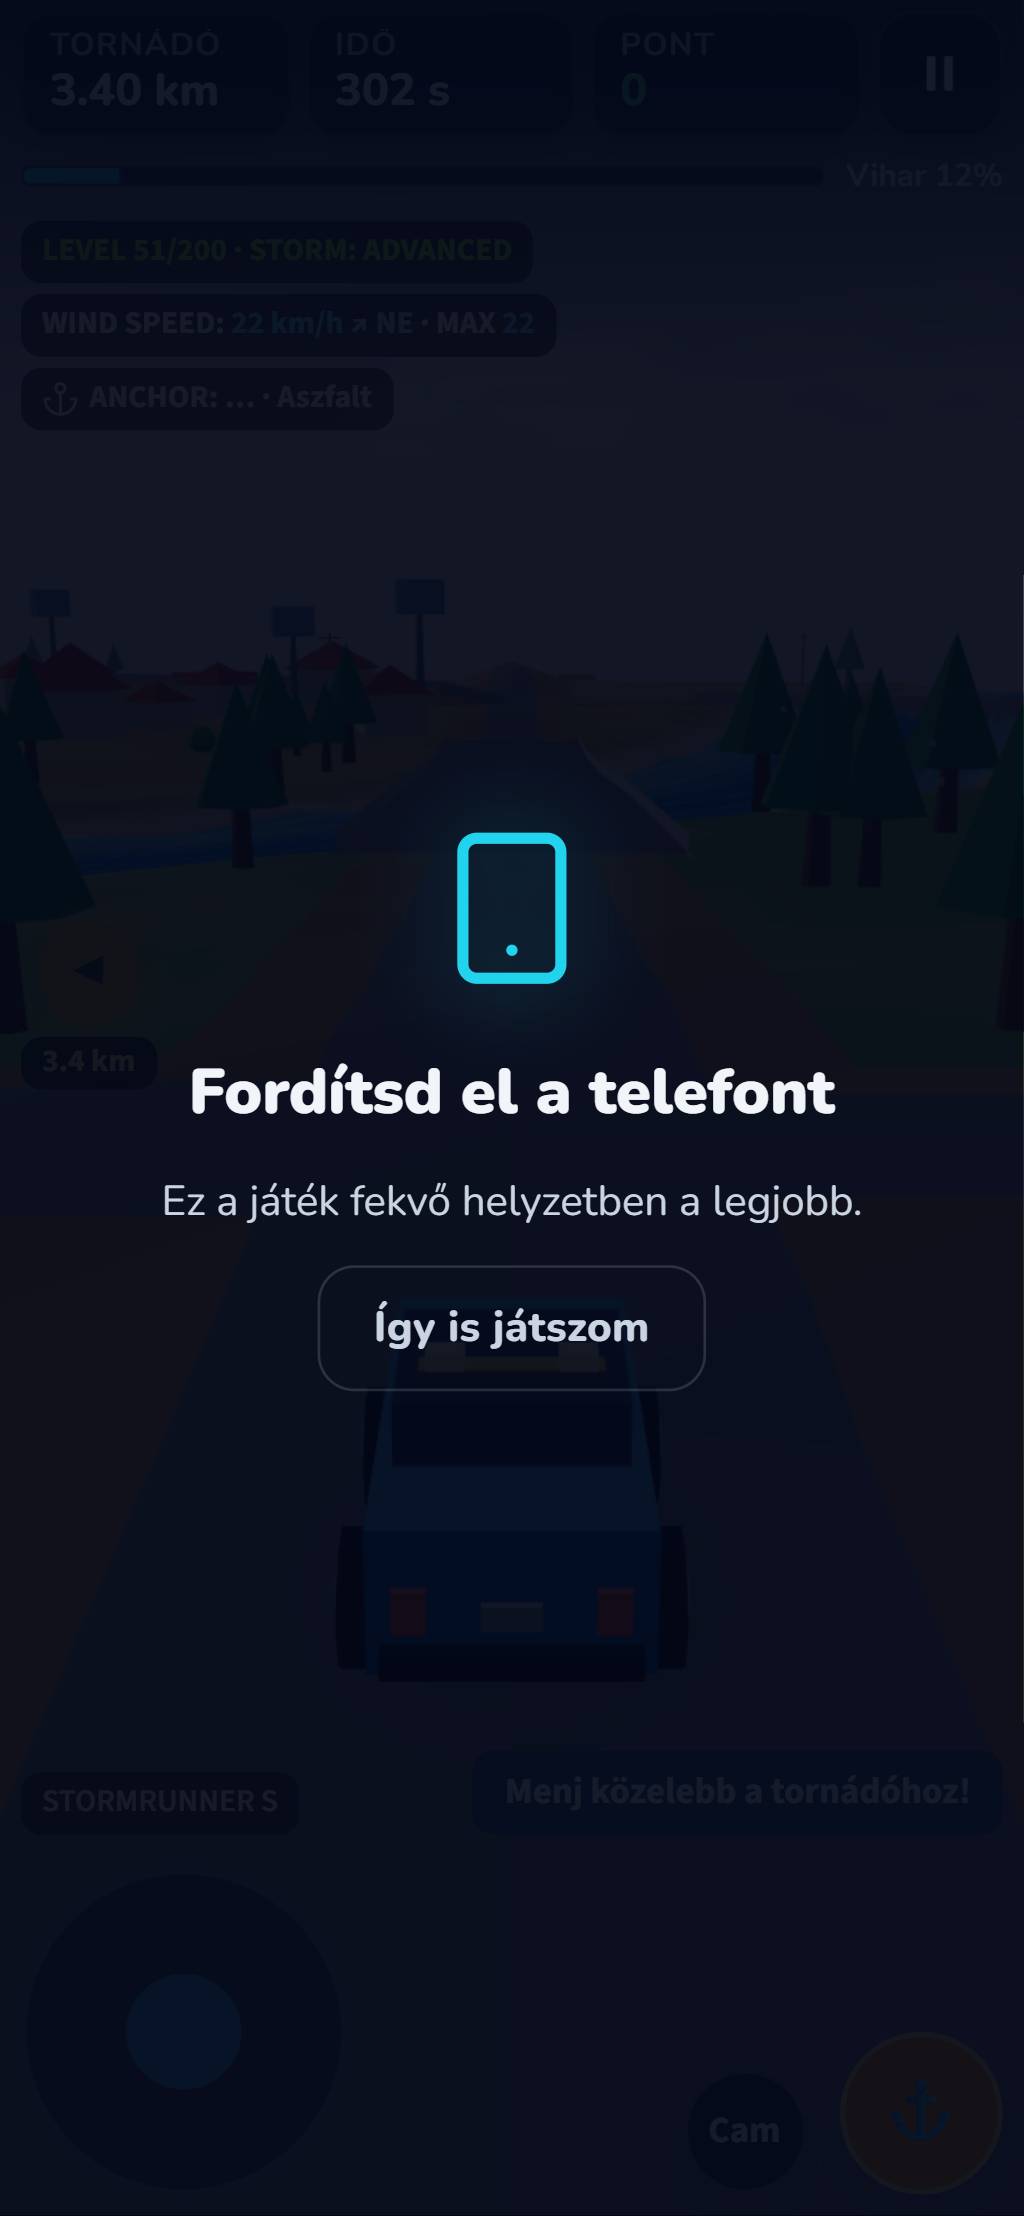 TORNÁDÓ
3.40 km
IDŐ
302 s
PONT
0
Vihar 12%
LEVEL 51/200 · STORM: ADVANCED
WIND SPEED: 22 km/h ↗ NE · MAX 22
ANCHOR: ... · Aszfalt
3.4 km
Fordítsd el a telefont
Ez a játék fekvő helyzetben a legjobb.
Így is játszom
STORMRUNNER S
Menj közelebb a tornádóhoz!
Cam